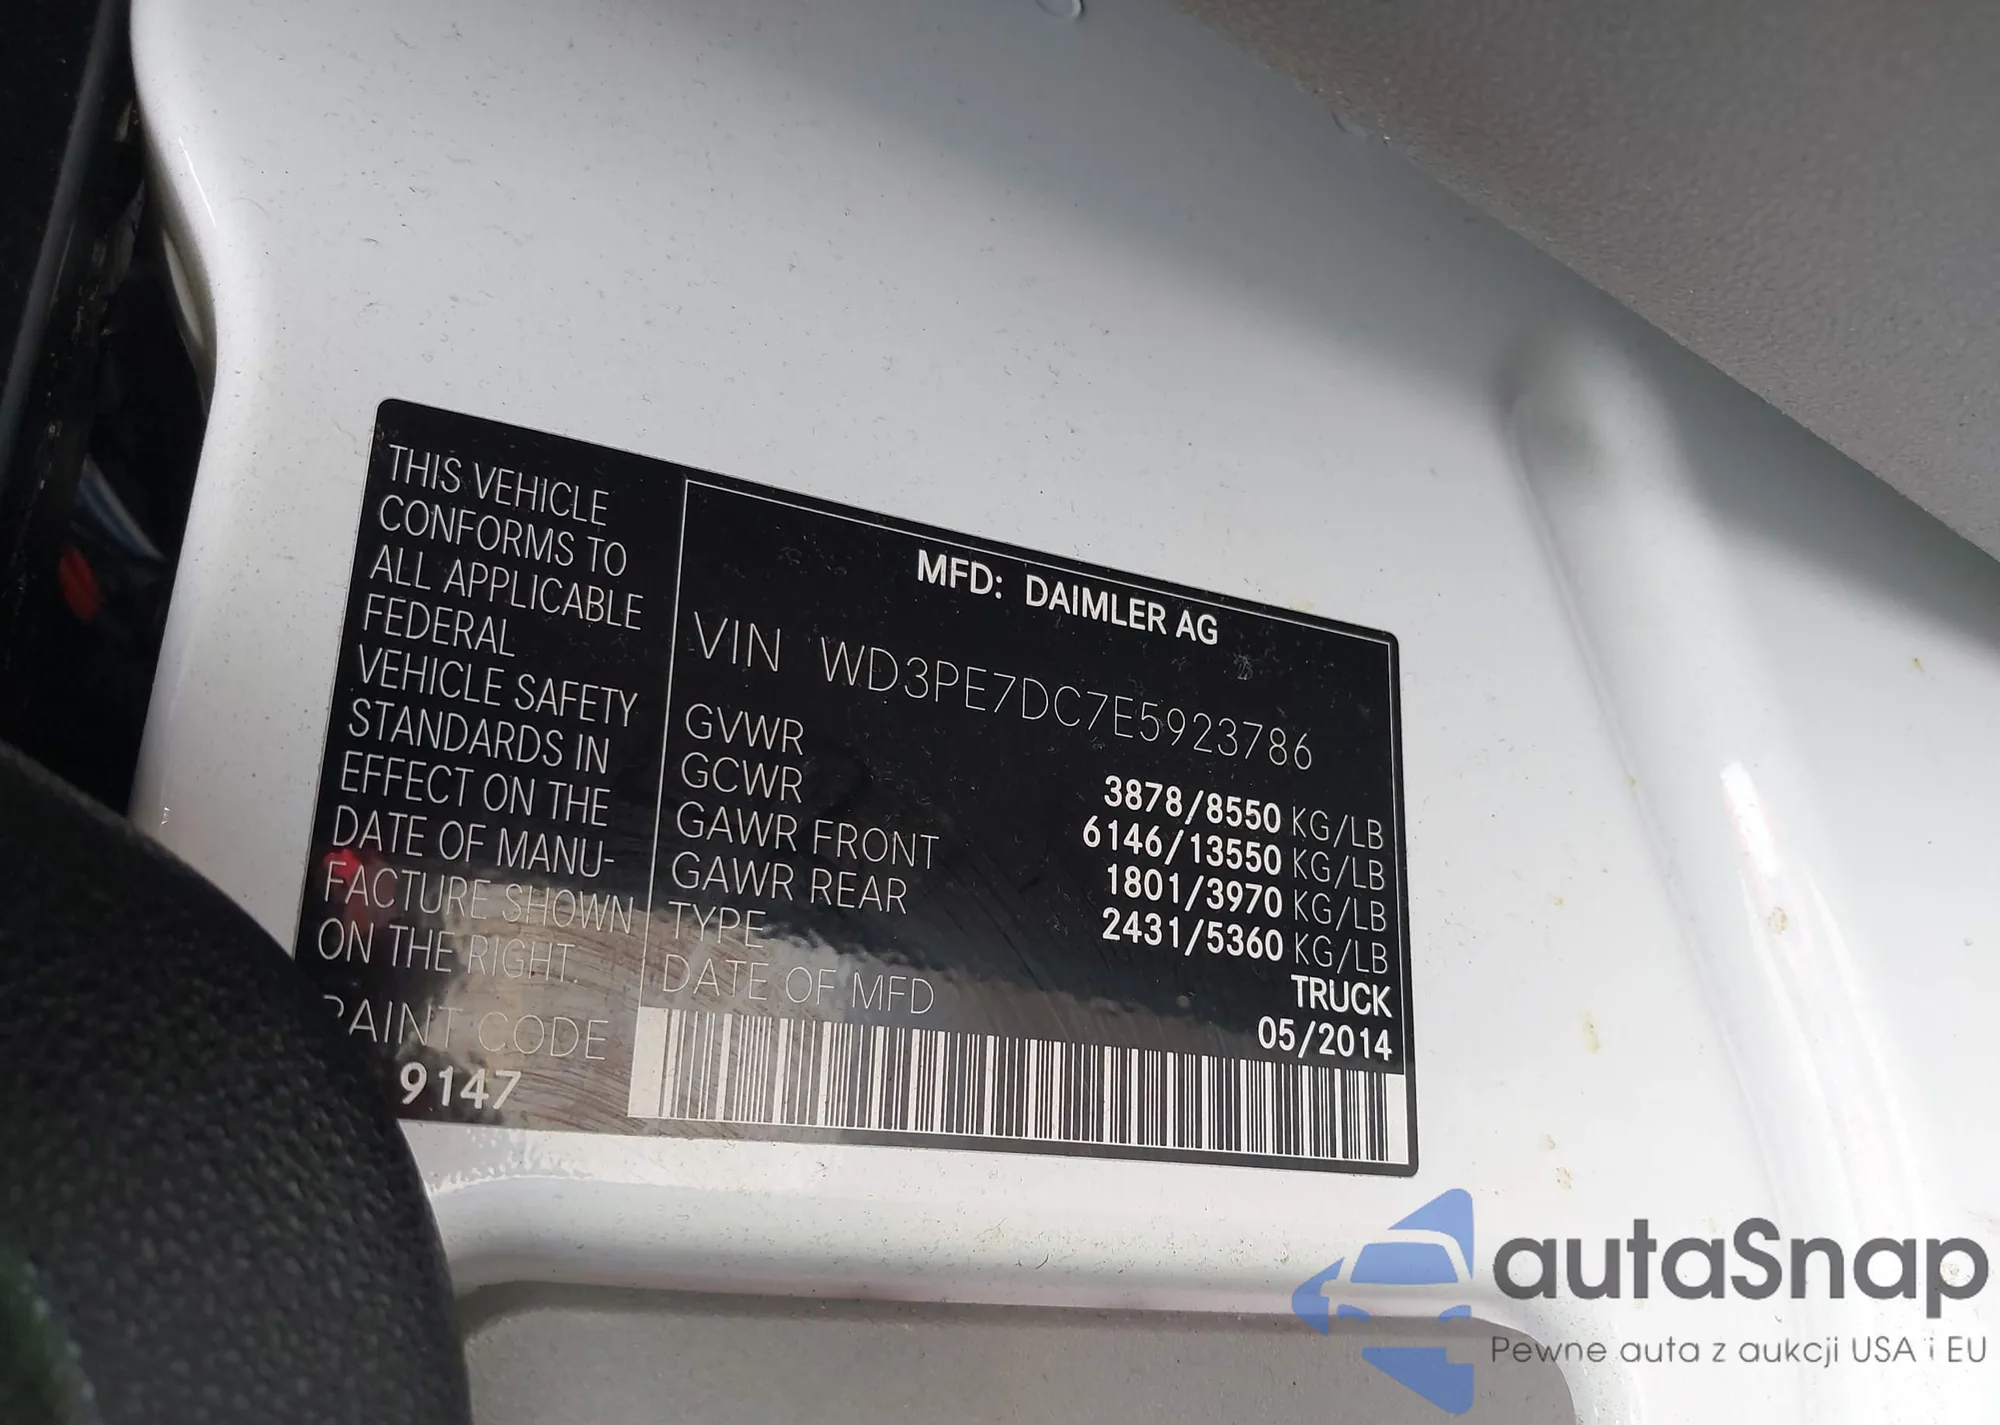 THIS VEHICLE
CONFORMS TO
ALL APPLICABLE
FEDERAL
VEHICLE SAFETY
STANDARDS IN
EFFECT ON THE
DATE OF MANU-
FACTURE SHOWN
ON THE RIGHT.
PAINT CODE
9147
MFD: DAIMLER AG
VIN WD3PE7DC7E5923786
GVWR 3878/8550 KG/LB
GCWR 6146/13550 KG/LB
GAWR FRONT 1801/3970 KG/LB
GAWR REAR 2431/5360 KG/LB
TYPE TRUCK
DATE OF MFD 05/2014
autaSnap
Pewne auta z aukcji USA i EU